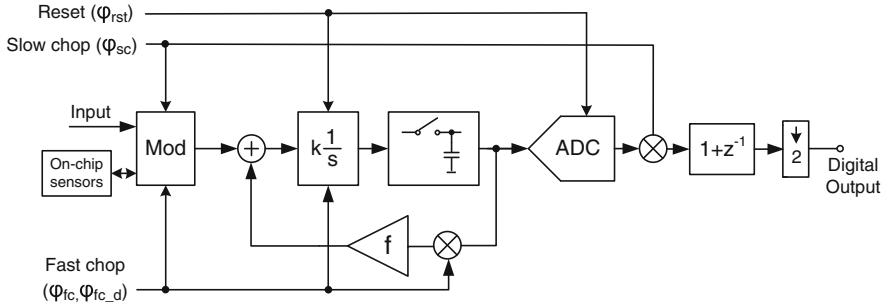 Reset (φrst)
Slow chop (φsc)
Input
Mod
On-chip
sensors
+
k 1/s
ADC
1+z⁻¹
↓
2
Digital
Output
f
Fast chop
(φfc,φfc_d)